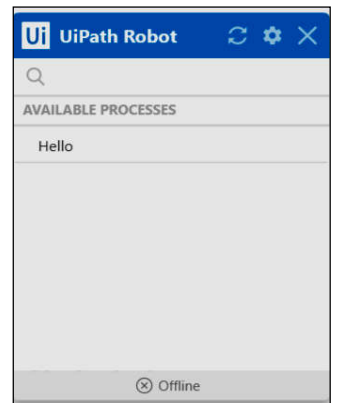 Ui UiPath Robot
AVAILABLE PROCESSES
Hello
Offline